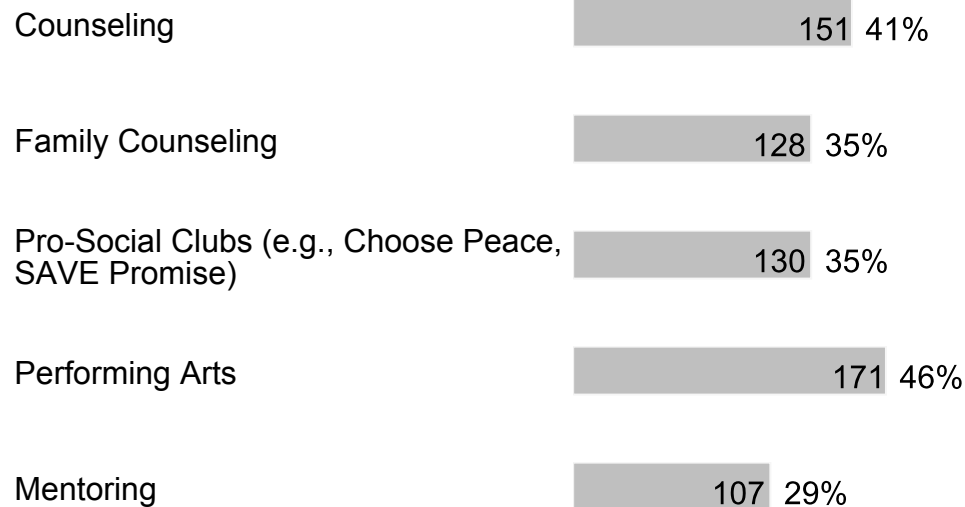 Counseling 151 41%
Family Counseling 128 35%
Pro-Social Clubs (e.g., Choose Peace,
SAVE Promise) 130 35%
Performing Arts 171 46%
Mentoring 107 29%